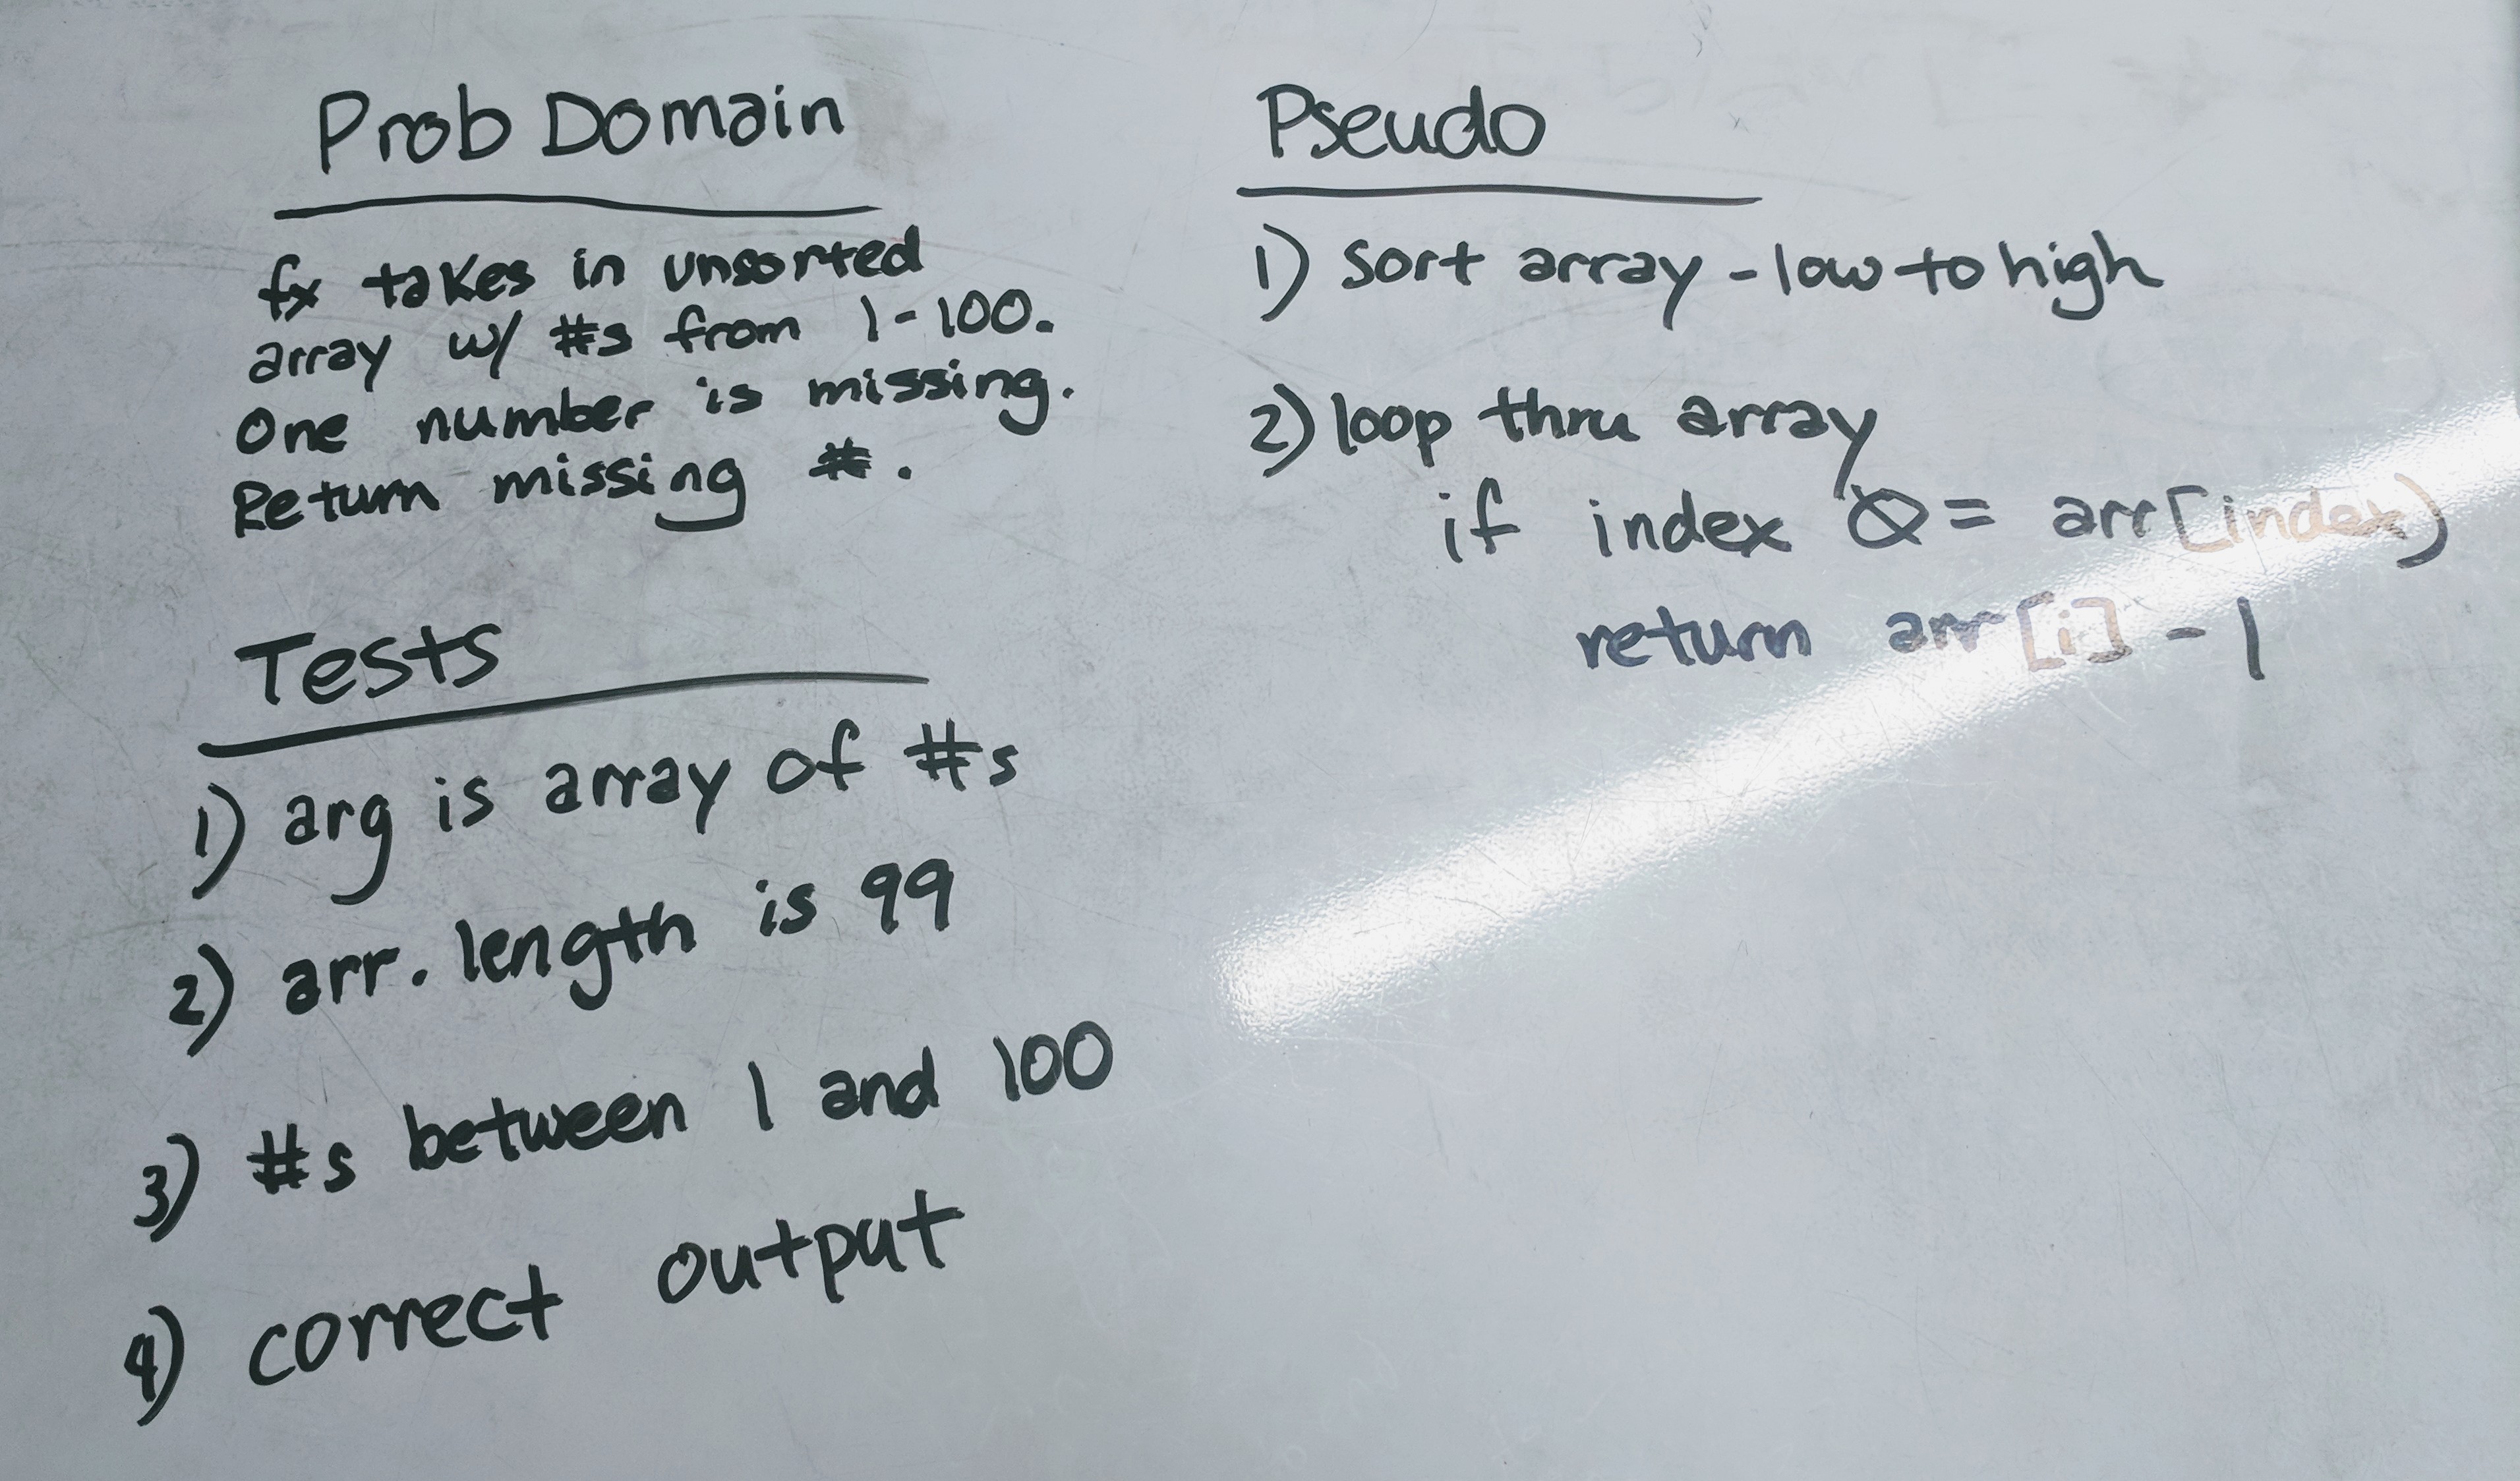 Prob Domain
fx takes in unsorted
array w/ #s from 1-100.
One number is missing.
Return missing #.
Tests
1) arg is array of #s
2) arr.length is 99
3) #s between 1 and 100
4) correct output
Pseudo
1) sort array - low to high
2) loop thru array
if index = arr[index)
return arr[i] - 1